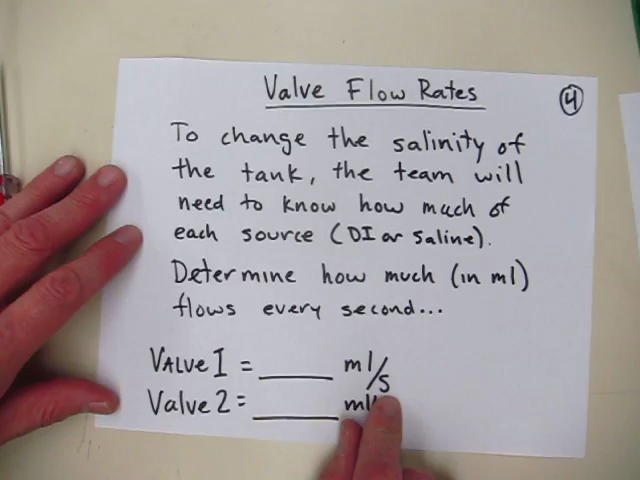 Valve Flow Rates
4
To change the salinity of
the tank, the team will
need to know how much of
each source (DI or saline).
Determine how much (in ml)
flows every second...
VALVE 1 = ____ ml/s
Valve 2 = ____ ml